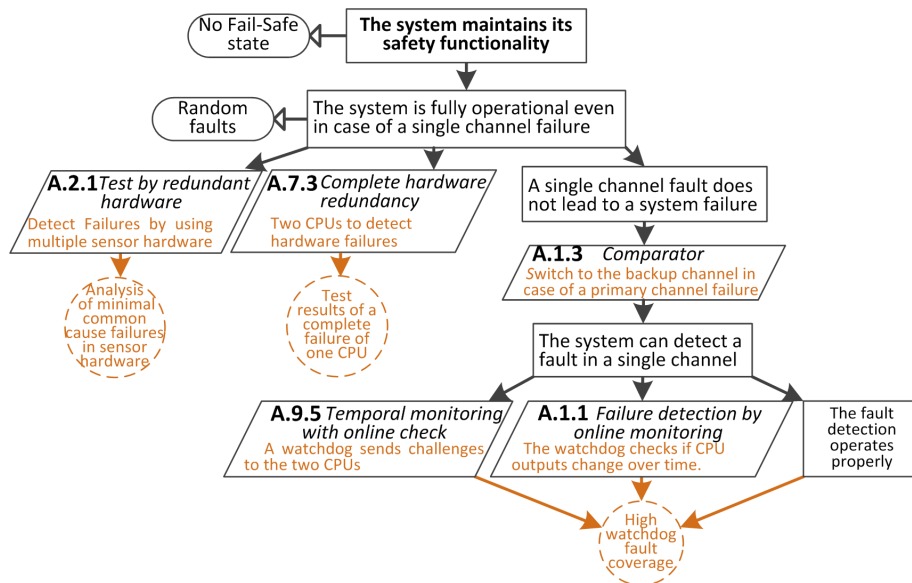 No Fail-Safe
state
The system maintains its
safety functionality
Random
faults
The system is fully operational even
in case of a single channel failure
A.2.1 Test by redundant
hardware
Detect Failures by using
multiple sensor hardware
A.7.3 Complete hardware
redundancy
Two CPUs to detect
hardware failures
A single channel fault does
not lead to a system failure
Analysis
of minimal
common
cause failures
in sensor
hardware
Test
results of a
complete
failure of
one CPU
A.1.3 Comparator
Switch to the backup channel in
case of a primary channel failure
The system can detect a
fault in a single channel
A.9.5 Temporal monitoring
with online check
A watchdog sends challenges
to the two CPUs
A.1.1 Failure detection by
online monitoring
The watchdog checks if CPU
outputs change over time.
The fault
detection
operates
properly
High
watchdog
fault
coverage